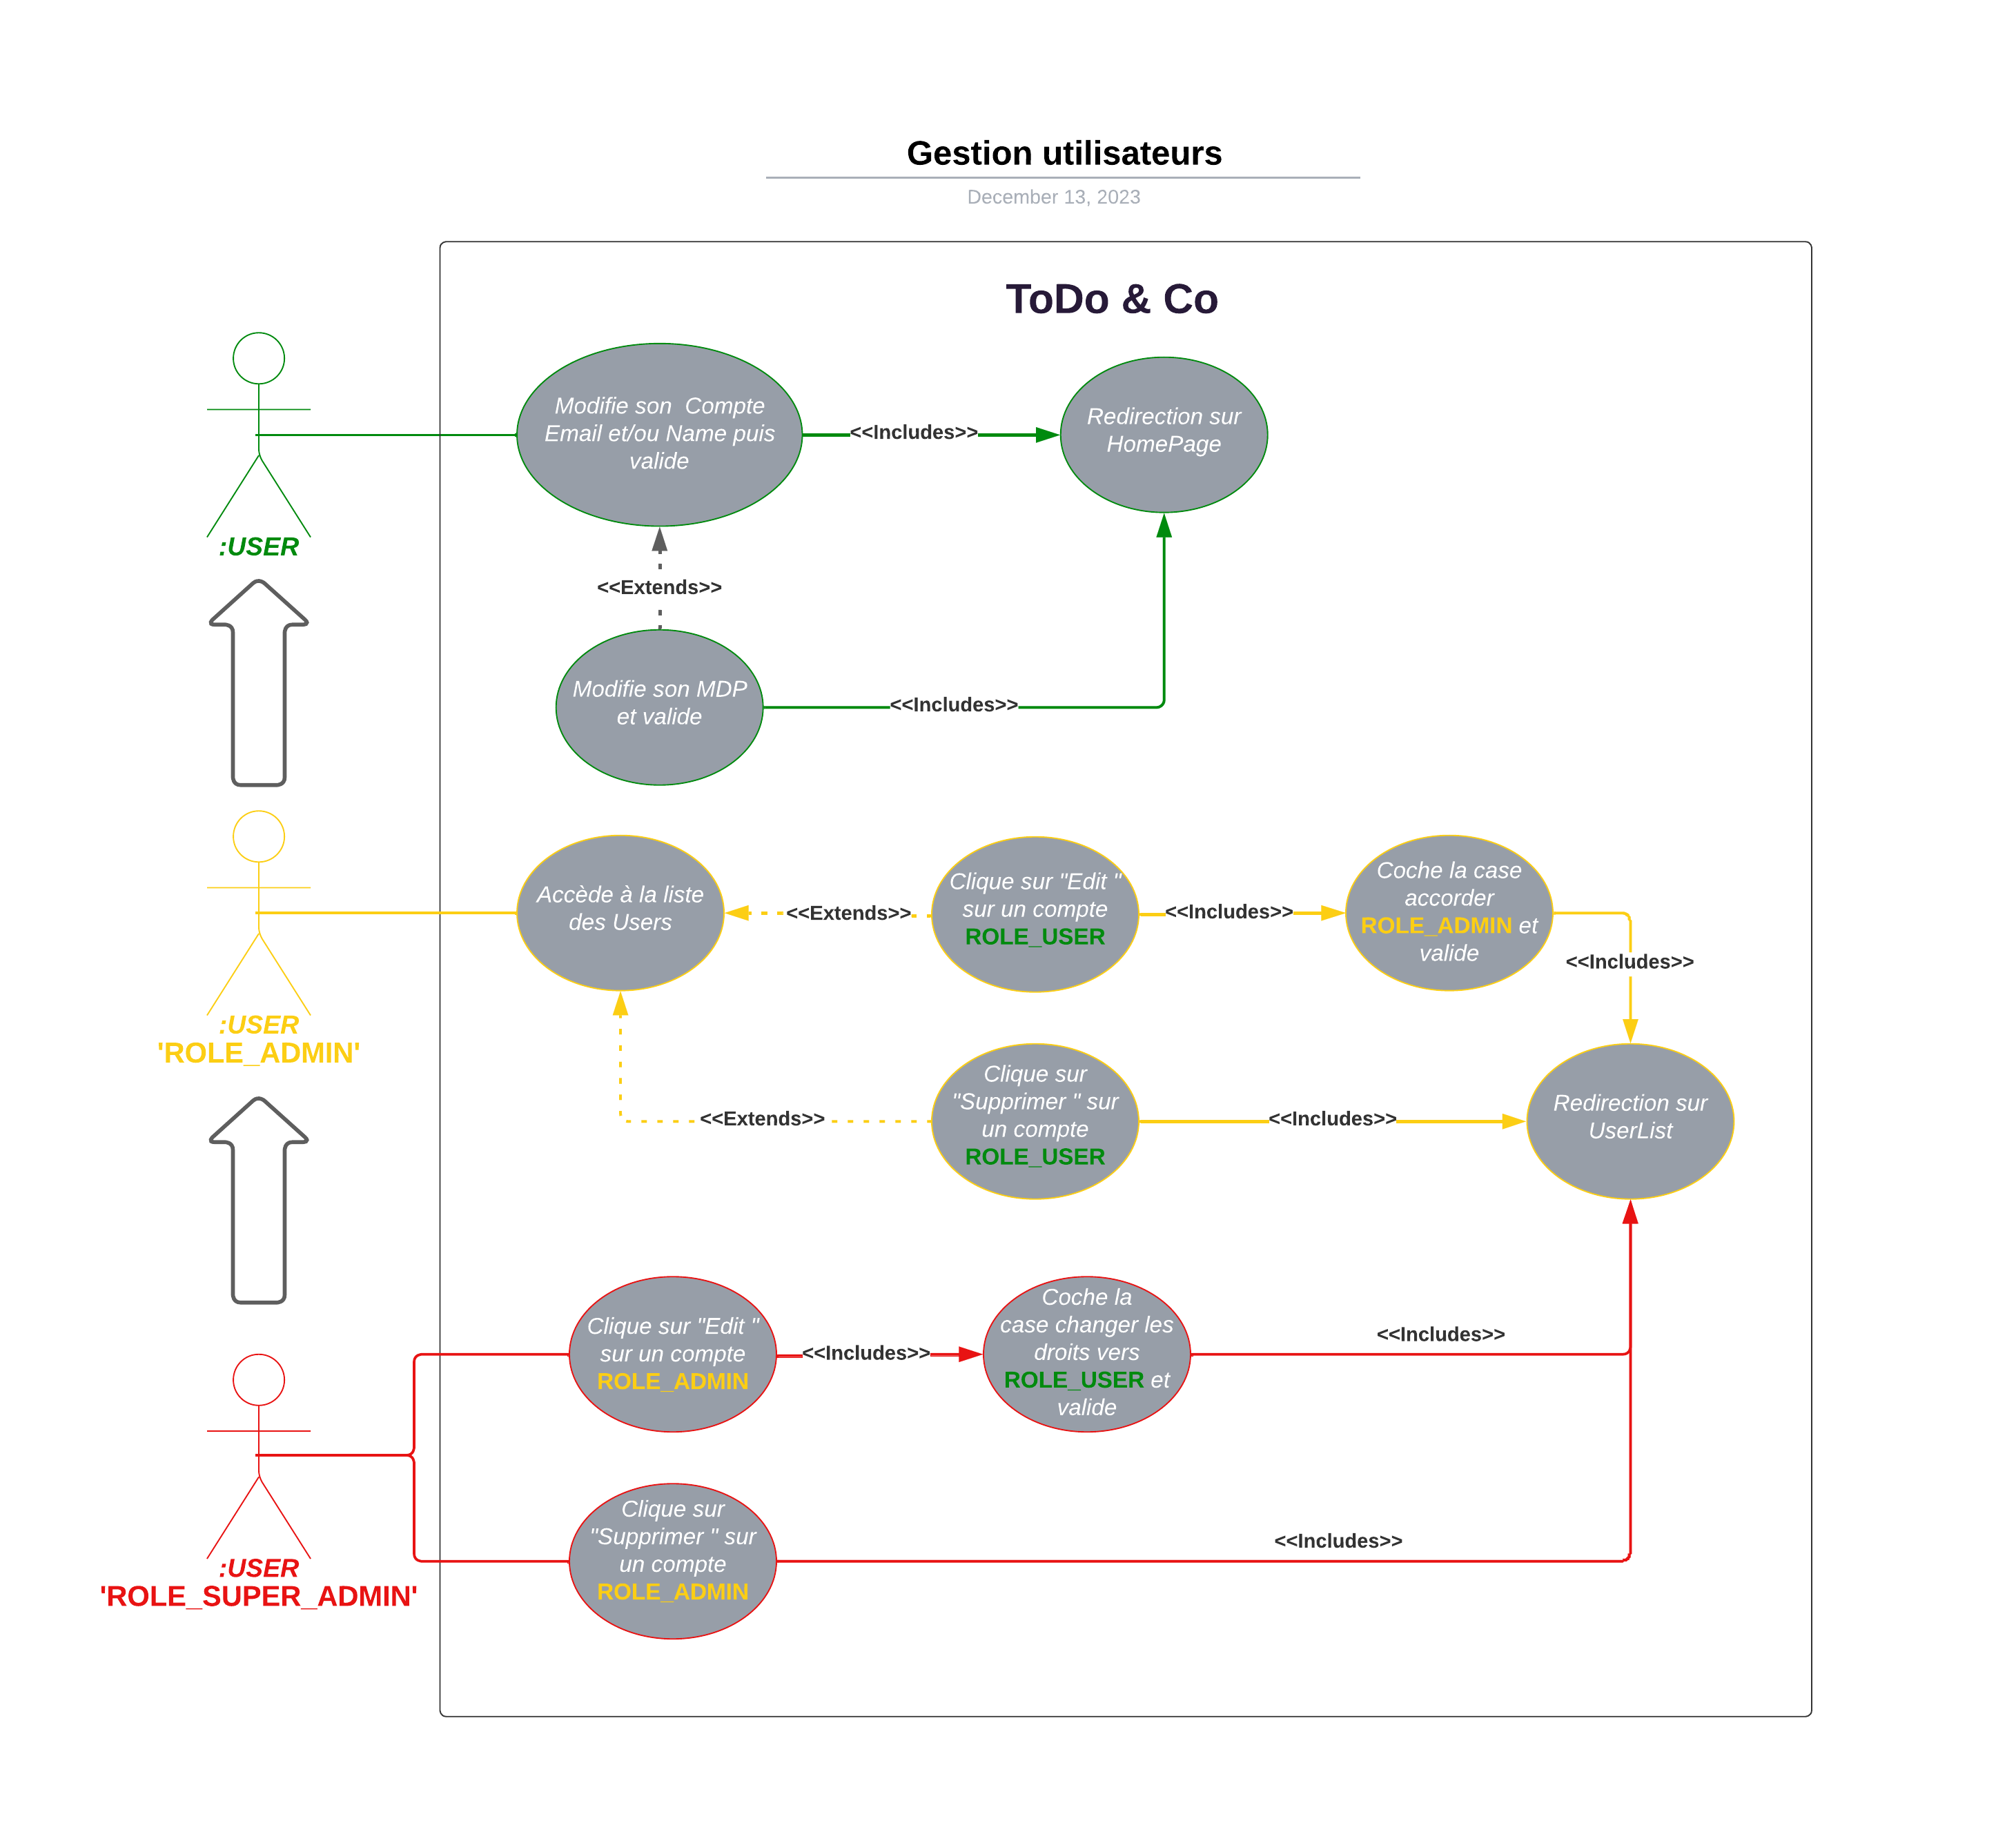 Gestion utilisateurs
December 13, 2023
ToDo & Co
:USER
Modifie son  Compte
Email et/ou Name puis
valide
<<Includes>>
Redirection sur
HomePage
<<Extends>>
Modifie son MDP
et valide
<<Includes>>
:USER
'ROLE_ADMIN'
Accède à la liste
des Users
<<Extends>>
Clique sur "Edit "
sur un compte
ROLE_USER
<<Includes>>
Coche la case
accorder
ROLE_ADMIN et
valide
<<Includes>>
<<Extends>>
Clique sur
"Supprimer " sur
un compte
ROLE_USER
<<Includes>>
Redirection sur
UserList
:USER
'ROLE_SUPER_ADMIN'
Clique sur "Edit "
sur un compte
ROLE_ADMIN
<<Includes>>
Coche la
case changer les
droits vers
ROLE_USER et
valide
<<Includes>>
Clique sur
"Supprimer " sur
un compte
ROLE_ADMIN
<<Includes>>